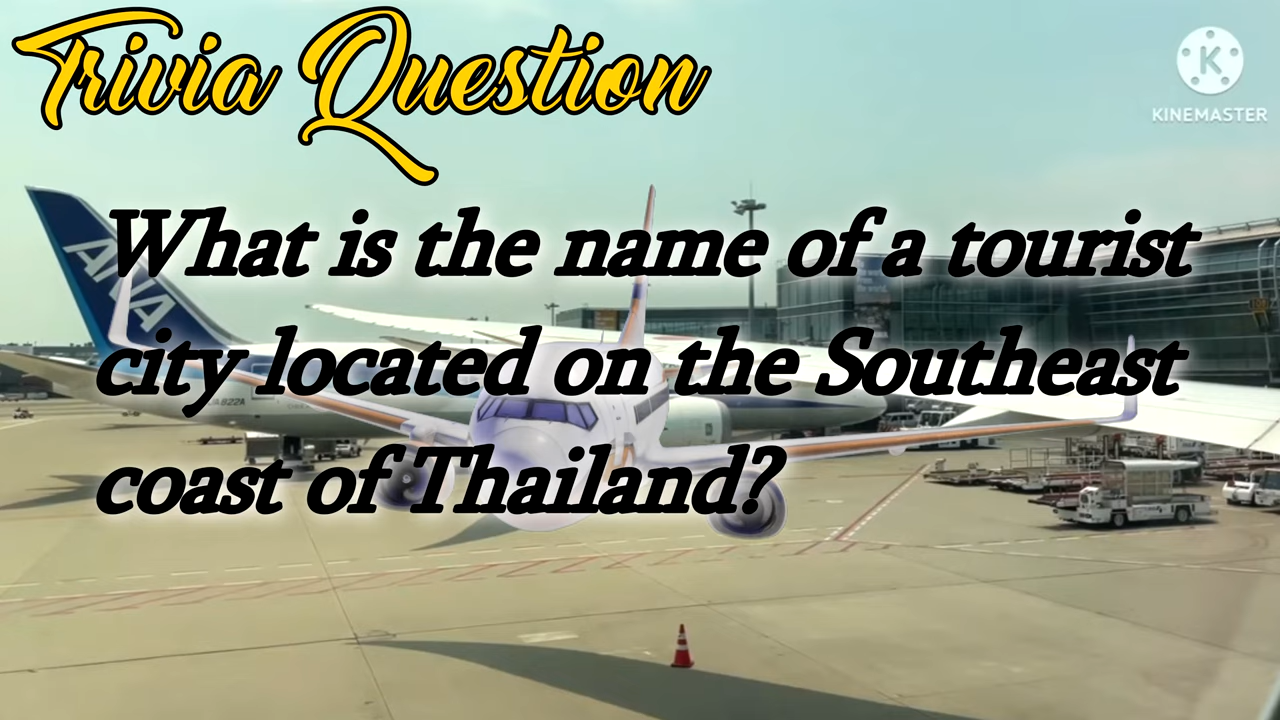 Trivia Question
K
KINEMASTER
What is the name of a tourist
city located on the Southeast
coast of Thailand?
ANA